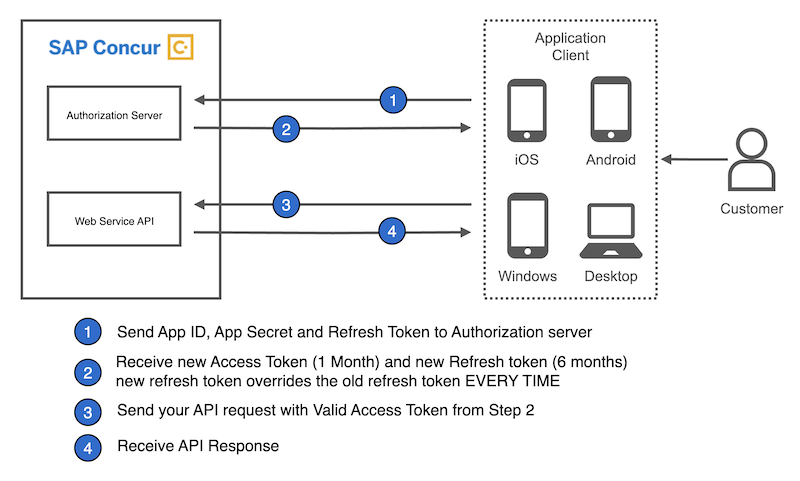 SAP Concur
Authorization Server
Web Service API
1
2
3
4
Application
Client
iOS
Android
Windows
Desktop
Customer
1 Send App ID, App Secret and Refresh Token to Authorization server
2 Receive new Access Token (1 Month) and new Refresh token (6 months)
new refresh token overrides the old refresh token EVERY TIME
3 Send your API request with Valid Access Token from Step 2
4 Receive API Response